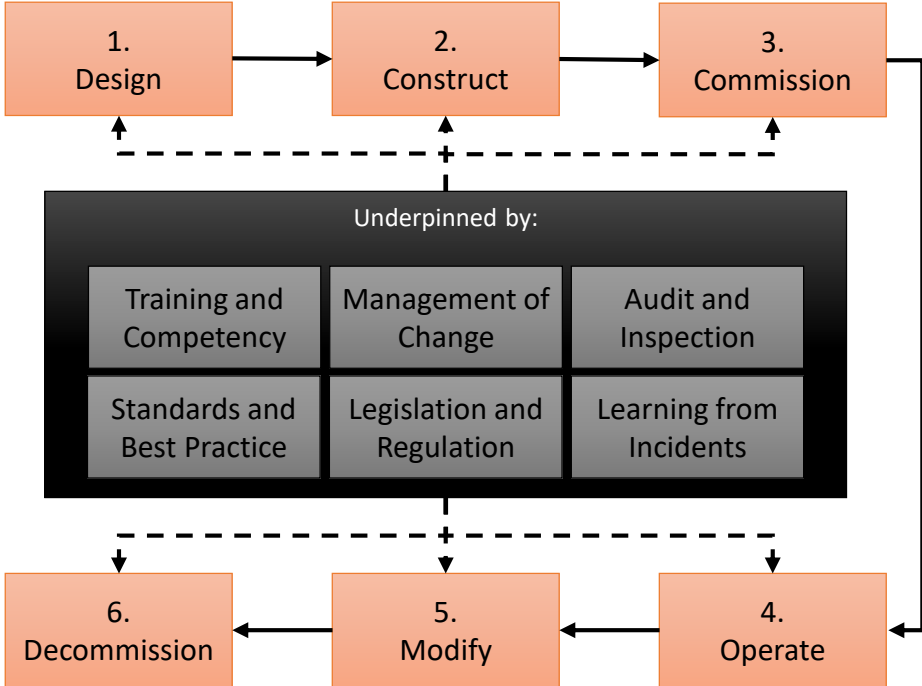 1.
Design
2.
Construct
3.
Commission
Underpinned by:
Training and
Competency
Management of
Change
Audit and
Inspection
Standards and
Best Practice
Legislation and
Regulation
Learning from
Incidents
6.
Decommission
5.
Modify
4.
Operate